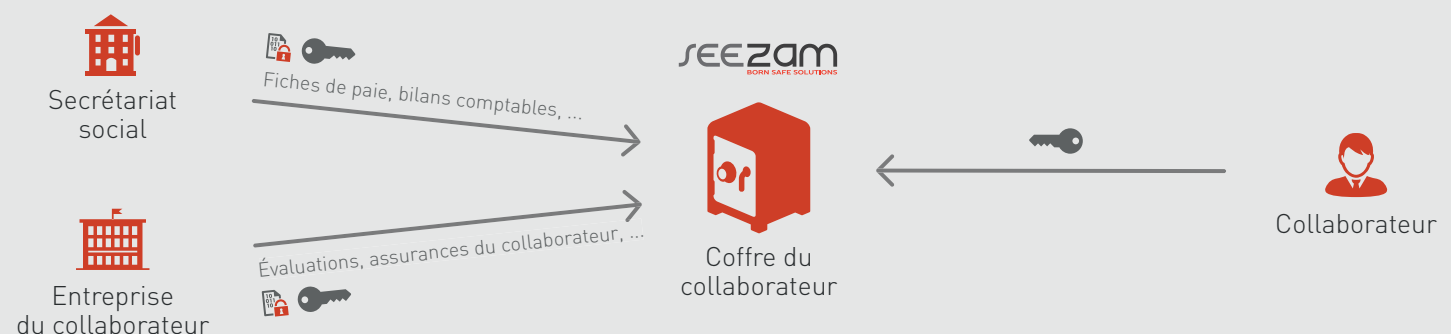 Secrétariat
social
Fiches de paie, bilans comptables, ...
SEEZAM
BORN SAFE SOLUTIONS
Entreprise
du collaborateur
Évaluations, assurances du collaborateur, ...
Coffre du
collaborateur
Collaborateur